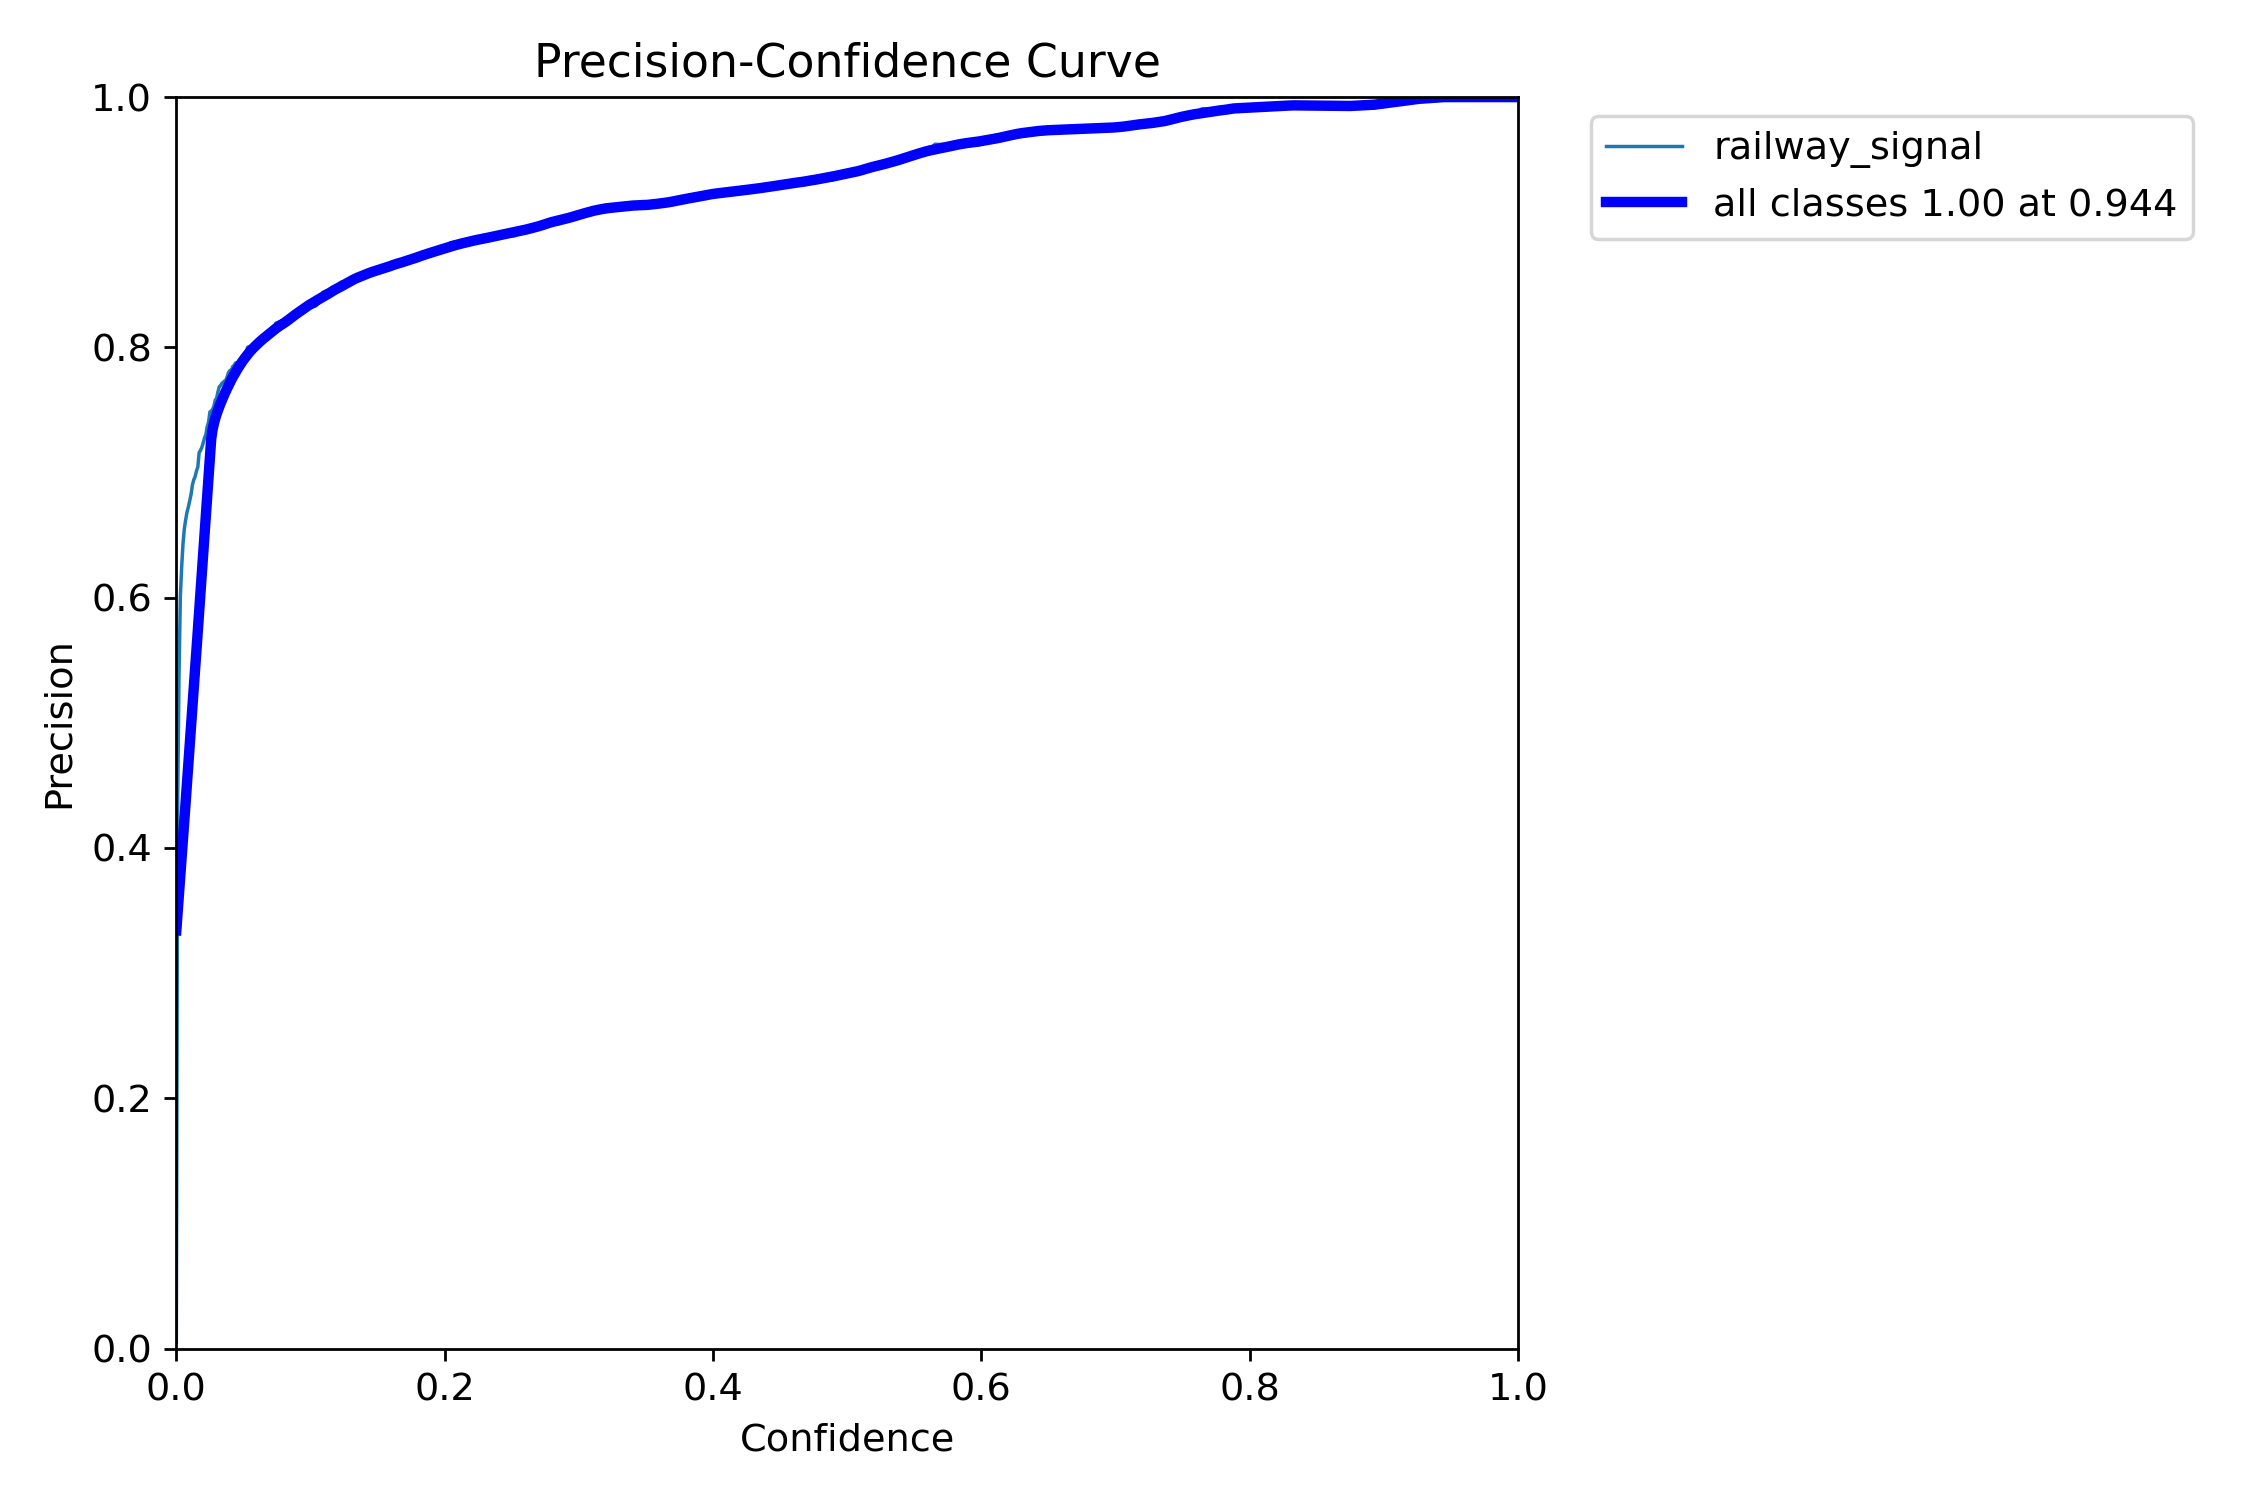 Precision-Confidence Curve
1.0
0.8
0.6
0.4
0.2
0.0
Precision
0.0 0.2 0.4 0.6 0.8 1.0
Confidence
railway_signal
all classes 1.00 at 0.944